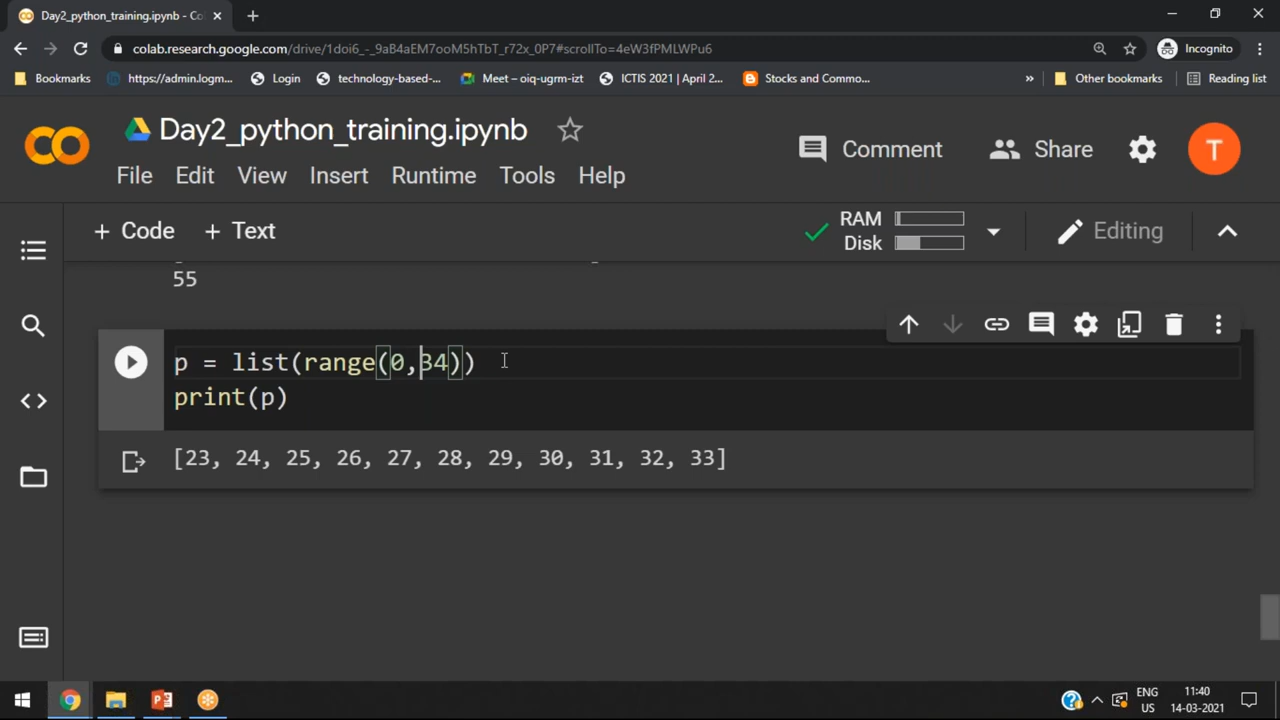 Day2_python_training.ipynb - Co
colab.research.google.com/drive/1doi6_-_9aB4aEM7ooM5hTbT_r72x_0P7#scrollTo=4eW3fPMLWPu6
Incognito
Bookmarks
https://admin.logm...
Login
technology-based-...
Meet – oiq-ugrm-izt
ICTIS 2021 | April 2...
Stocks and Commo...
»
Other bookmarks
Reading list
Day2_python_training.ipynb
Comment
Share
T
File Edit View Insert Runtime Tools Help
+ Code + Text
RAM
Disk
Editing
55
p = list(range(0,34))
print(p)
[23, 24, 25, 26, 27, 28, 29, 30, 31, 32, 33]
ENG
US
11:40
14-03-2021